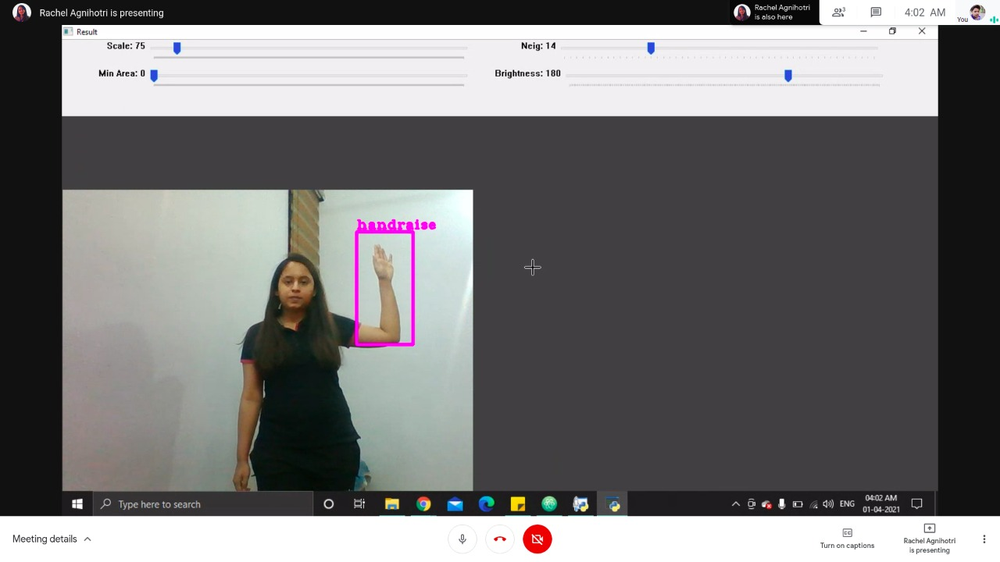 Rachel Agnihotri is presenting
Rachel Agnihotri
is also here
3
4:02 AM
You
Result
Scale: 75
Neig: 14
Min Area: 0
Brightness: 180
handraise
Type here to search
ENG
04:02 AM
01-04-2021
Meeting details
CC
Turn on captions
Rachel Agnihotri
is presenting